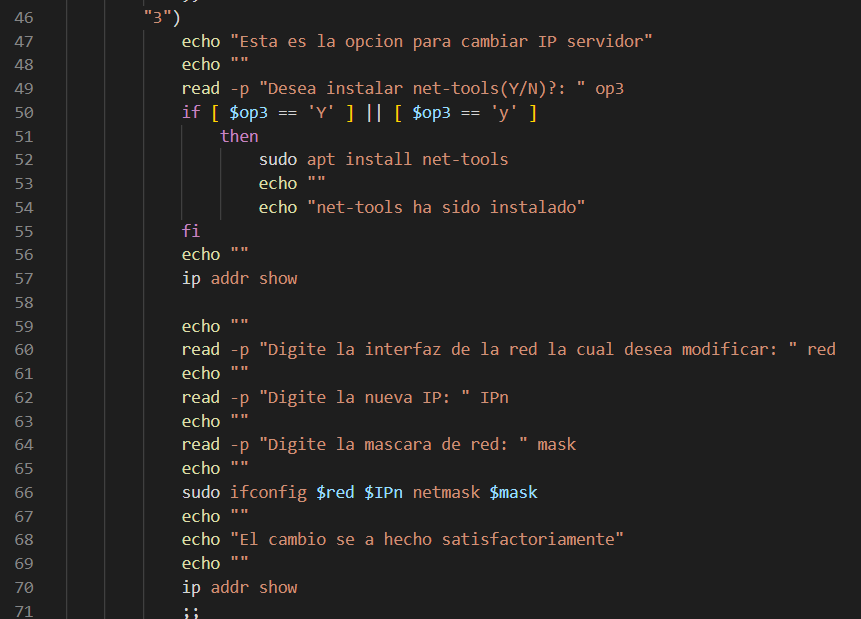 46 "3")
47 echo "Esta es la opcion para cambiar IP servidor"
48 echo ""
49 read -p "Desea instalar net-tools(Y/N)?: " op3
50 if [ $op3 == 'Y' ] || [ $op3 == 'y' ]
51 then
52 sudo apt install net-tools
53 echo ""
54 echo "net-tools ha sido instalado"
55 fi
56 echo ""
57 ip addr show
58
59 echo ""
60 read -p "Digite la interfaz de la red la cual desea modificar: " red
61 echo ""
62 read -p "Digite la nueva IP: " IPn
63 echo ""
64 read -p "Digite la mascara de red: " mask
65 echo ""
66 sudo ifconfig $red $IPn netmask $mask
67 echo ""
68 echo "El cambio se a hecho satisfactoriamente"
69 echo ""
70 ip addr show
71 ;;